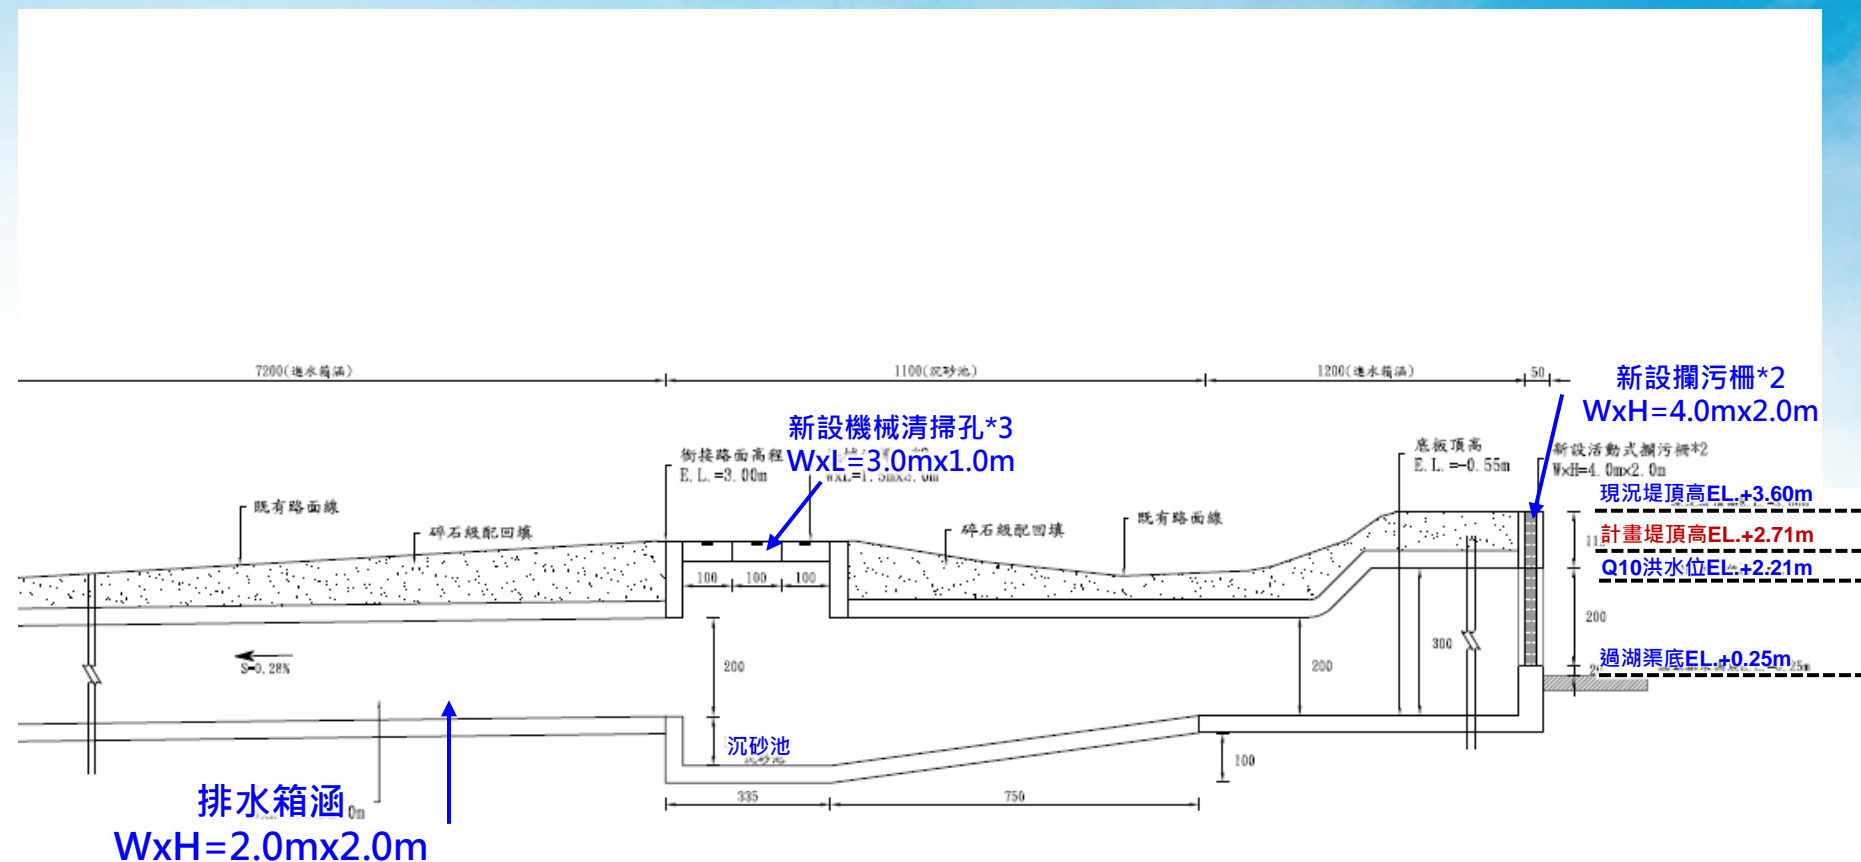 7200(進水箱涵)
1100(沉砂池)
1200(進水箱涵)
50
新設攔污柵*2
WxH=4.0mx2.0m
新設機械清掃孔*3
WxL=3.0mx1.0m
銜接路面高程
E.L.=3.00m
底板頂高
E.L.=-0.55m
新設活動式攔污柵*2
WxH=4.0mx2.0m
現況堤頂高EL.+3.60m
計畫堤頂高EL.+2.71m
Q10洪水位EL.+2.21m
過湖渠底EL.+0.25m
既有路面線
碎石級配回填
碎石級配回填
既有路面線
100
100
100
200
300
200
200
S=0.28%
沉砂池
100
335
750
排水箱涵
WxH=2.0mx2.0m